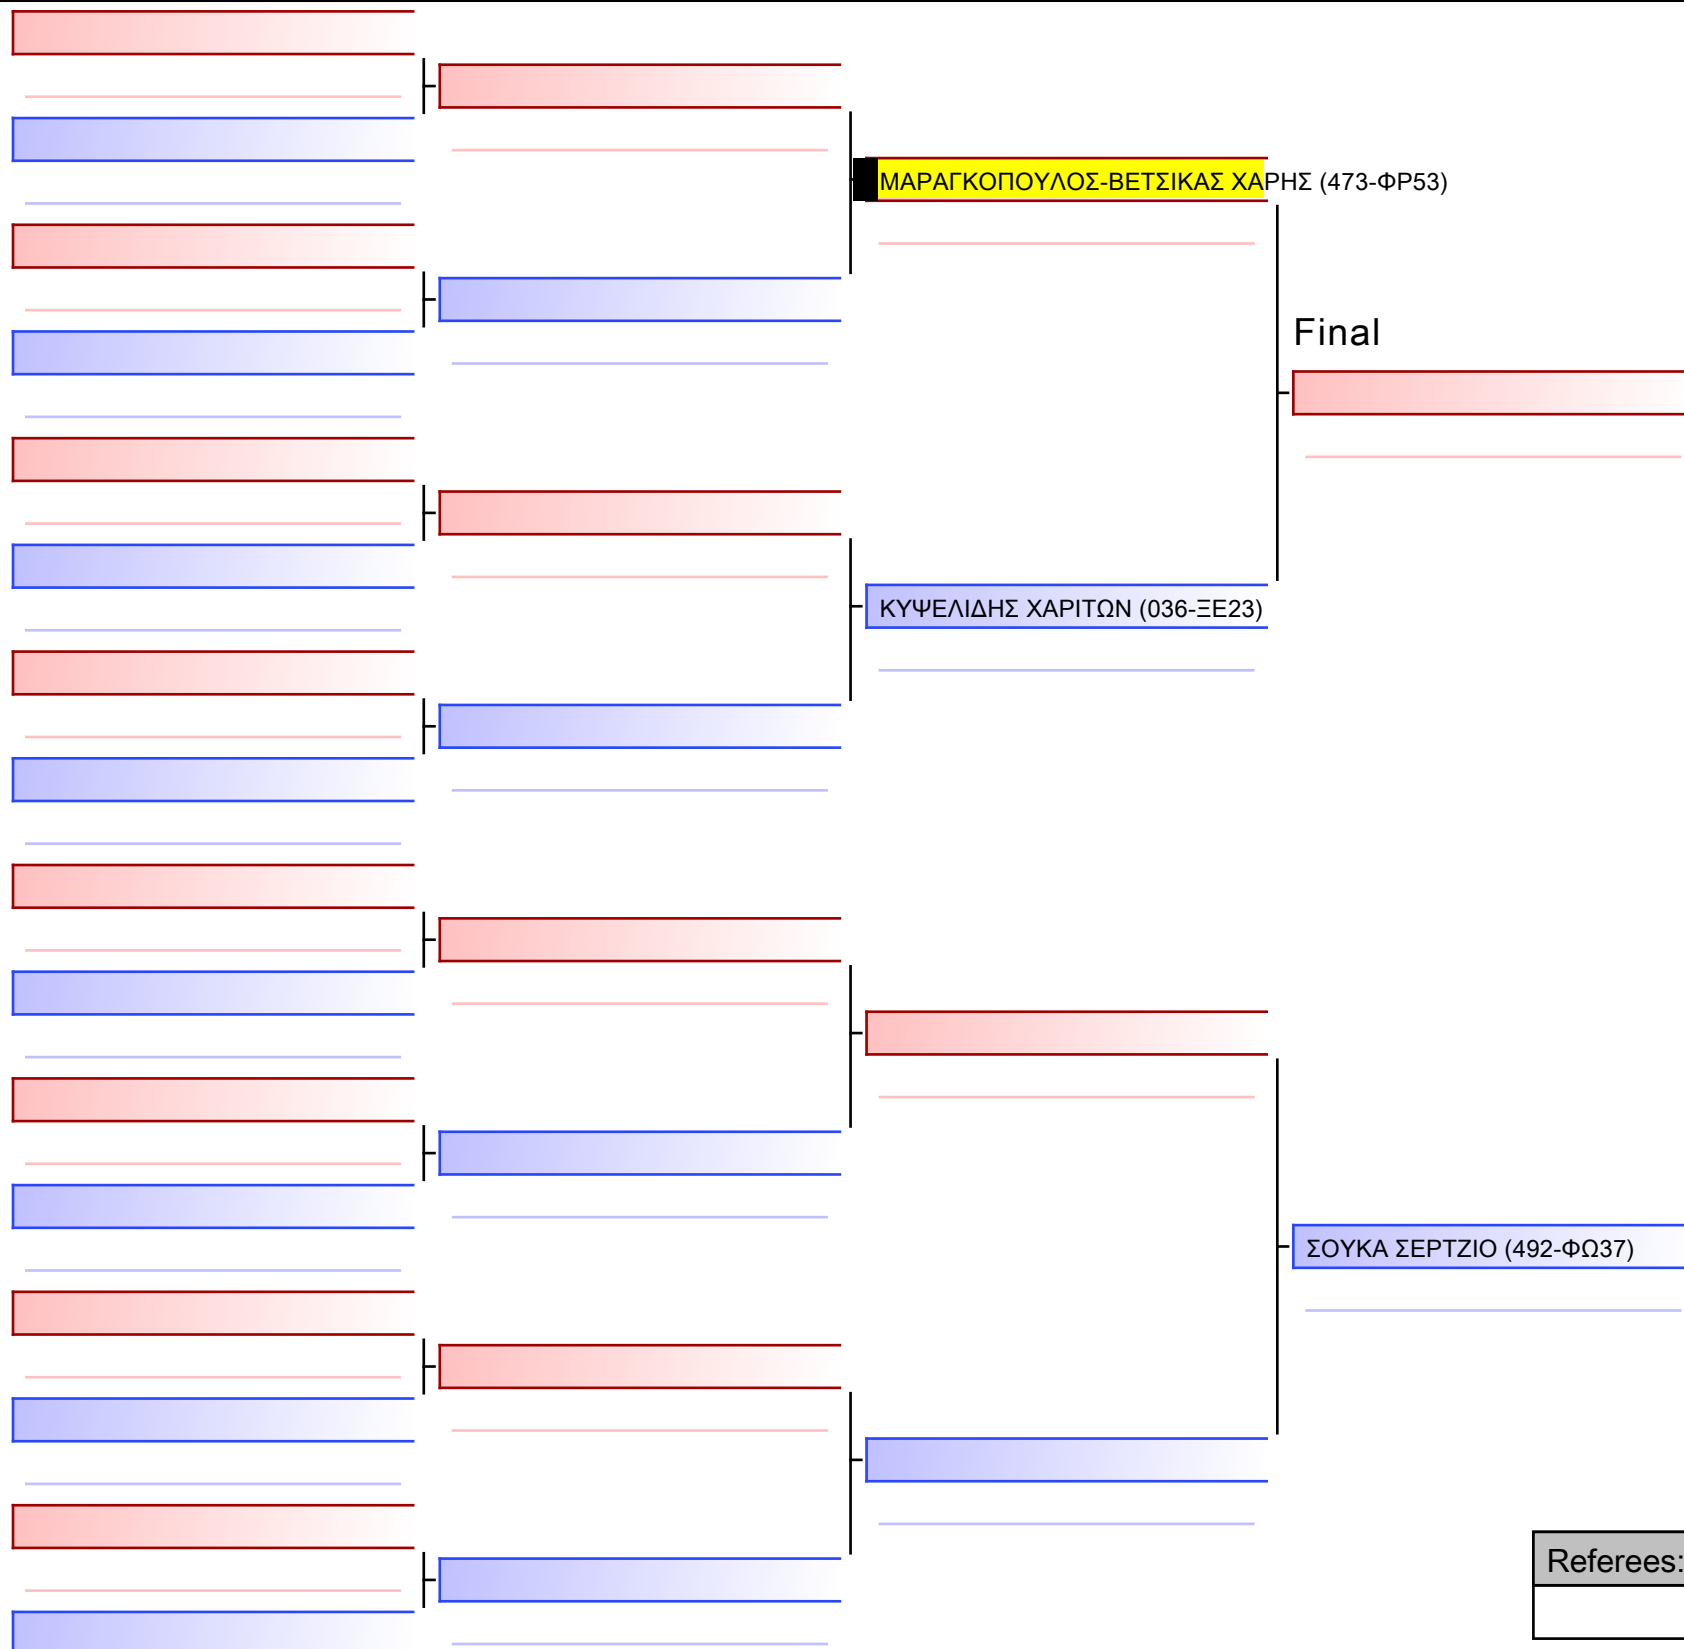 ΜΑΡΑΓΚΟΠΟΥΛΟΣ-ΒΕΤΣΙΚΑΣ ΧΑΡΗΣ (473-ΦΡ53)
Final
ΚΥΨΕΛΙΔΗΣ ΧΑΡΙΤΩΝ (036-ΞΕ23)
ΣΟΥΚΑ ΣΕΡΤΖΙΟ (492-ΦΩ37)
Referees: